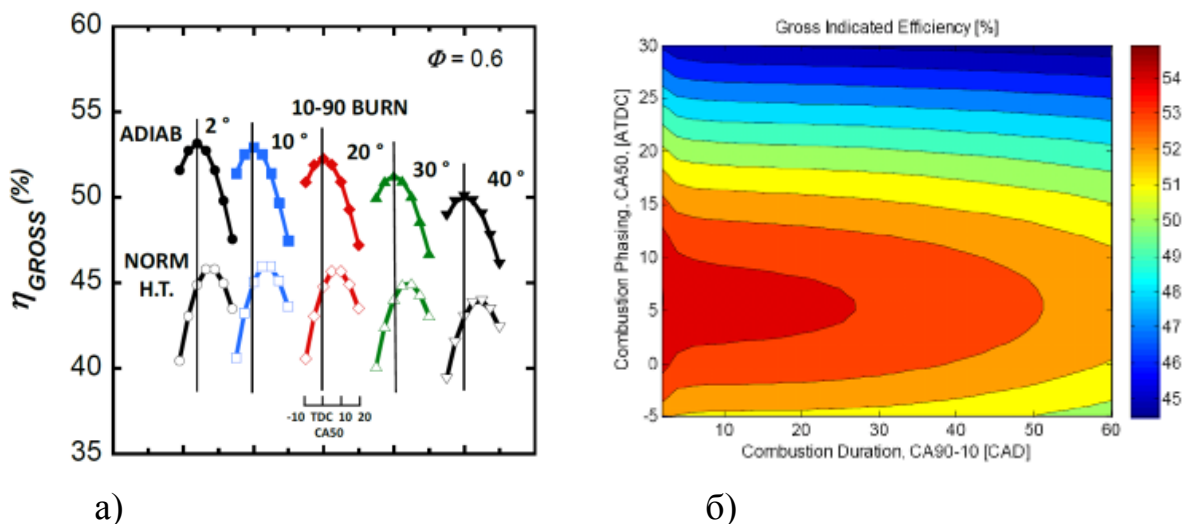 60
55
50
45
40
35
ηGROSS (%)
Φ = 0.6
10-90 BURN
ADIAB
2 °
10 °
20 °
30 °
40 °
NORM
H.T.
-10 TDC 10 20
CA50
Gross Indicated Efficiency [%]
30
25
20
15
10
5
0
-5
Combustion Phasing, CA50, [ATDC]
10 20 30 40 50 60
Combustion Duration, CA90-10 [CAD]
54
53
52
51
50
49
48
47
46
45
а)
б)